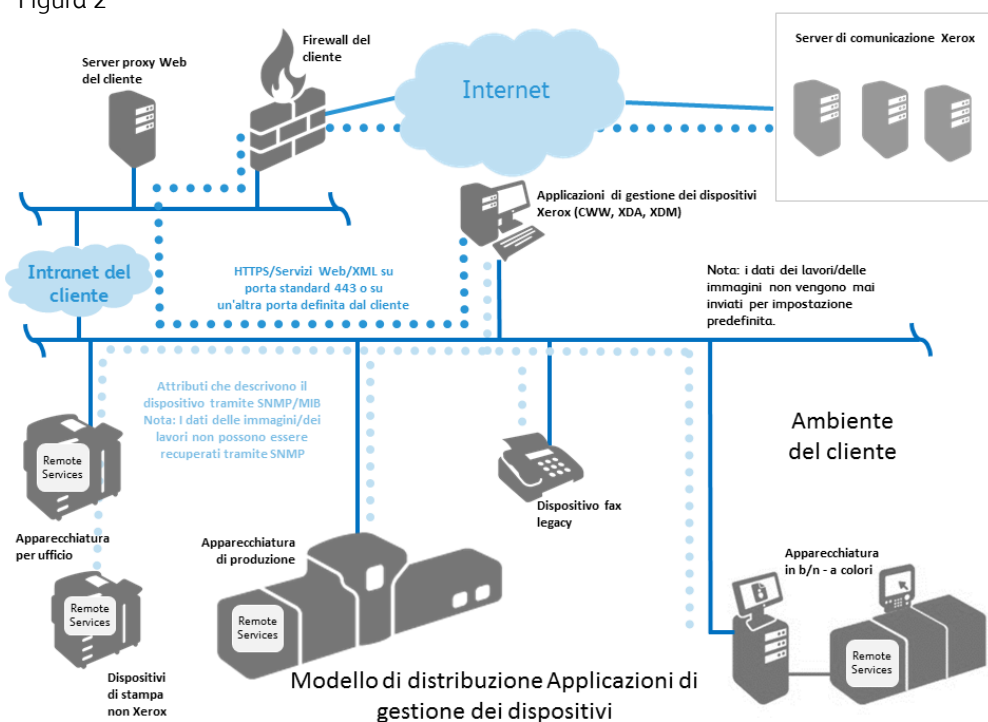 Figura 2
Server proxy Web
del cliente
Firewall del
cliente
Internet
Server di comunicazione Xerox
Applicazioni di gestione dei dispositivi
Xerox (CWW, XDA, XDM)
Intranet del
cliente
HTTPS/Servizi Web/XML su
porta standard 443 o su
un'altra porta definita dal cliente
Nota: i dati dei lavori/delle
immagini non vengono mai
inviati per impostazione
predefinita.
Attributi che descrivono il
dispositivo tramite SNMP/MIB
Nota: I dati delle immagini/dei
lavori non possono essere
recuperati tramite SNMP
Ambiente
del cliente
Remote
Services
Apparecchiatura
per ufficio
Remote
Services
Dispositivi
di stampa
non Xerox
Apparecchiatura
di produzione
Remote
Services
Dispositivo fax
legacy
Apparecchiatura
in b/n - a colori
Remote
Services
Modello di distribuzione Applicazioni di
gestione dei dispositivi